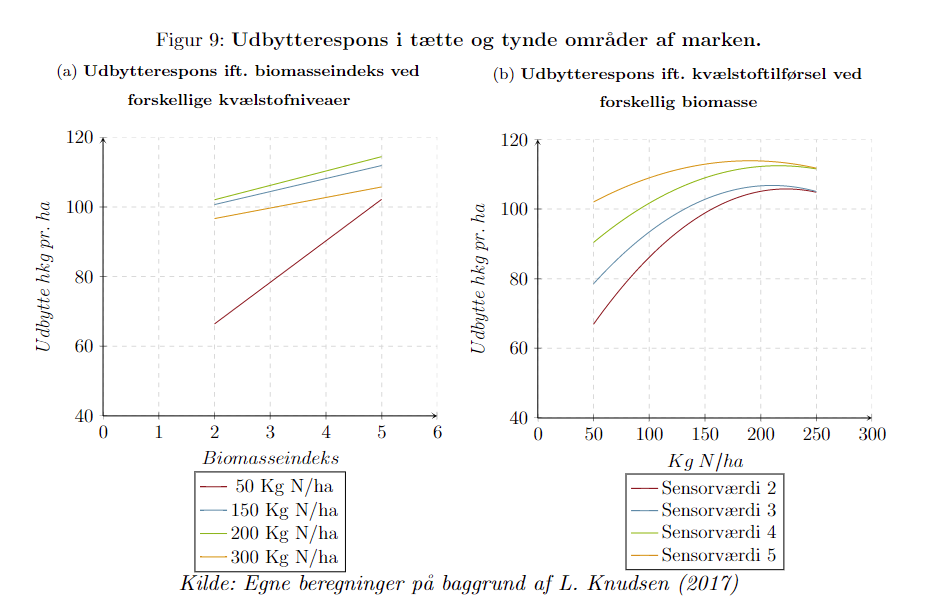 Figur 9: Udbytterespons i tætte og tynde områder af marken.
(a) Udbytterespons ift. biomasseindeks ved
forskellige kvælstofniveaer
120
100
80
60
40
0 1 2 3 4 5 6
Udbytte hkg pr. ha
Biomasseindeks
50 Kg N/ha
150 Kg N/ha
200 Kg N/ha
300 Kg N/ha
(b) Udbytterespons ift. kvælstoftilførsel ved
forskellig biomasse
120
100
80
60
40
0 50 100 150 200 250 300
Udbytte hkg pr. ha
Kg N/ha
Sensorværdi 2
Sensorværdi 3
Sensorværdi 4
Sensorværdi 5
Kilde: Egne beregninger på baggrund af L. Knudsen (2017)